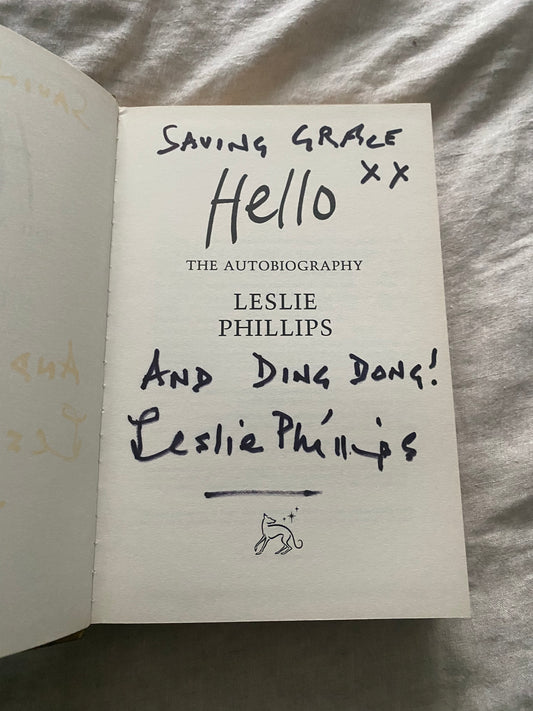 SAVING GRACE
XX
Hello
THE AUTOBIOGRAPHY
LESLIE
PHILLIPS
AND DING DONG!
Leslie Phillips